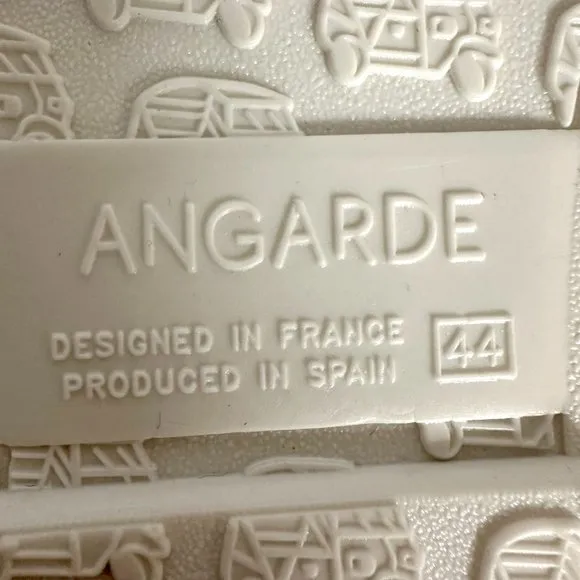 ANGARDE
DESIGNED IN FRANCE
PRODUCED IN SPAIN
44